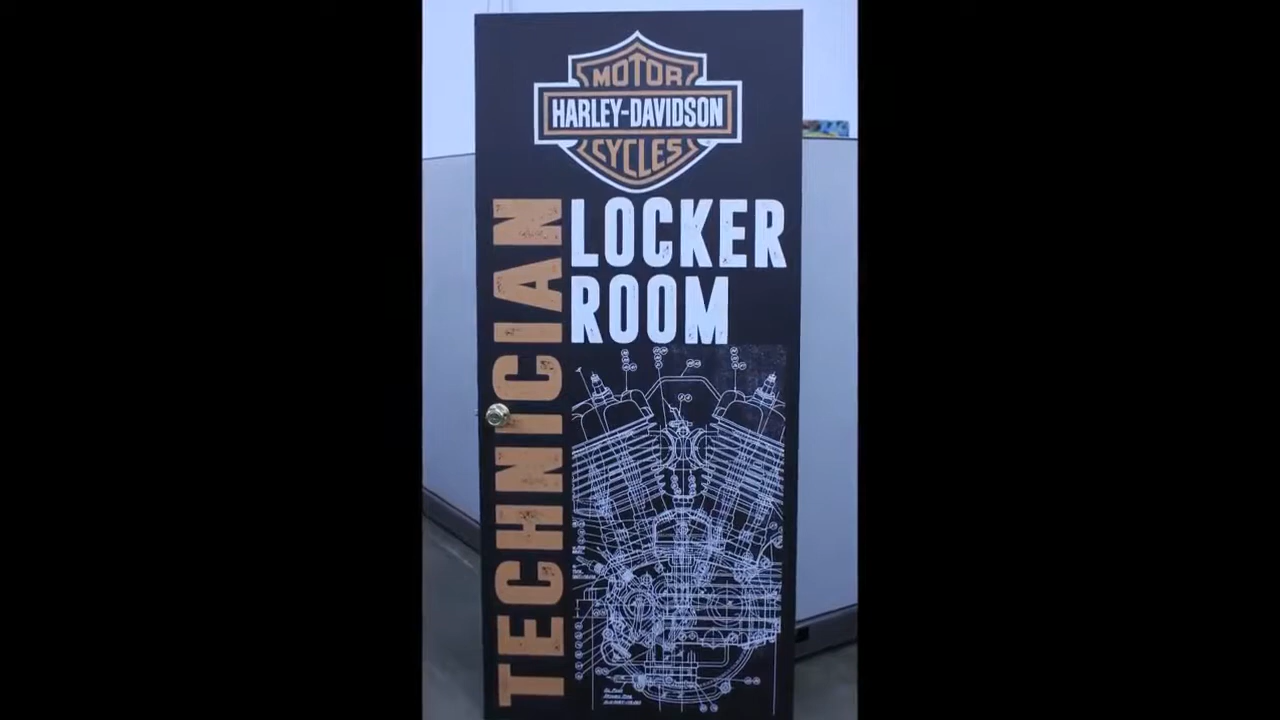 MOTOR
HARLEY-DAVIDSON
CYCLES
TECHNICIAN
LOCKER
ROOM